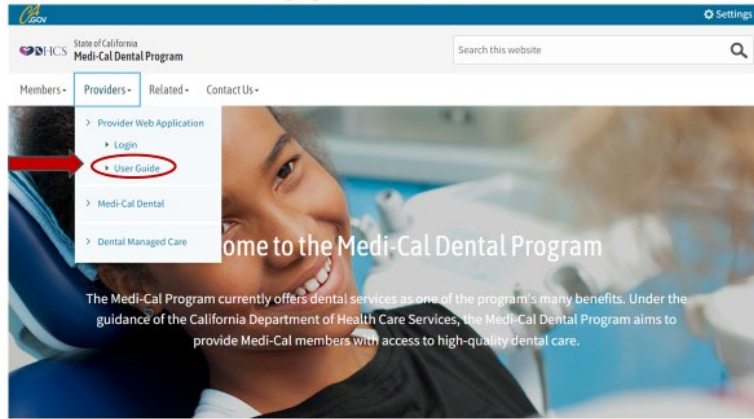 CA
GOV
Settings
DHCS
State of California
Medi-Cal Dental Program
Search this website
Members
Providers
Related
Contact Us
> Provider Web Application
Login
User Guide
> Medi-Cal Dental
> Dental Managed Care
ome to the Medi-Cal Dental Program
The Medi-Cal Program currently offers dental services as one of the program's many benefits. Under the
guidance of the California Department of Health Care Services, the Medi-Cal Dental Program aims to
provide Medi-Cal members with access to high-quality dental care.